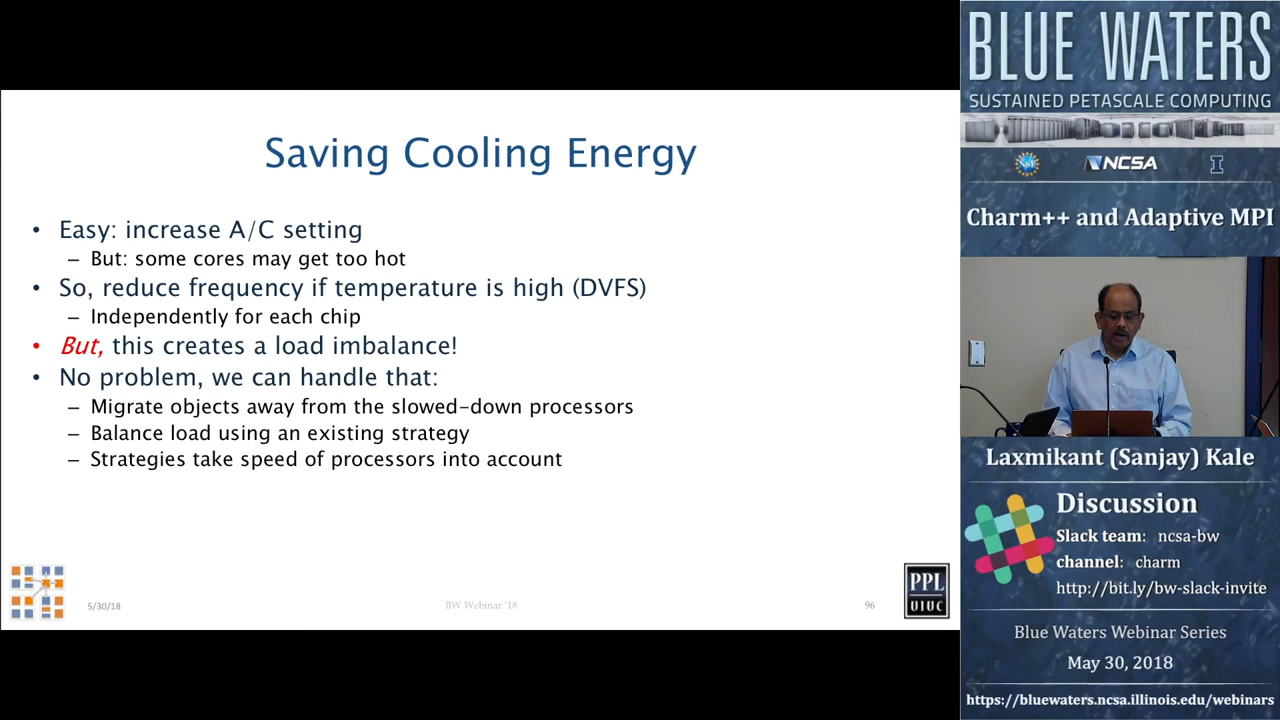 Saving Cooling Energy
• Easy: increase A/C setting
– But: some cores may get too hot
• So, reduce frequency if temperature is high (DVFS)
– Independently for each chip
• But, this creates a load imbalance!
• No problem, we can handle that:
– Migrate objects away from the slowed-down processors
– Balance load using an existing strategy
– Strategies take speed of processors into account
5/30/18
BW Webinar '18
96
PPL
UIUC
BLUE WATERS
SUSTAINED PETASCALE COMPUTING
NSF
NCSA
I
Charm++ and Adaptive MPI
Laxmikant (Sanjay) Kale
Discussion
Slack team: ncsa-bw
channel: charm
http://bit.ly/bw-slack-invite
Blue Waters Webinar Series
May 30, 2018
https://bluewaters.ncsa.illinois.edu/webinars